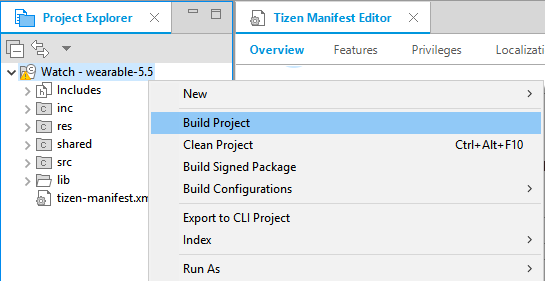 Project Explorer
Tizen Manifest Editor
Overview Features Privileges Localizati
Watch - wearable-5.5
Includes
inc
res
shared
src
lib
tizen-manifest.xm
New
Build Project
Clean Project Ctrl+Alt+F10
Build Signed Package
Build Configurations
Export to CLI Project
Index
Run As